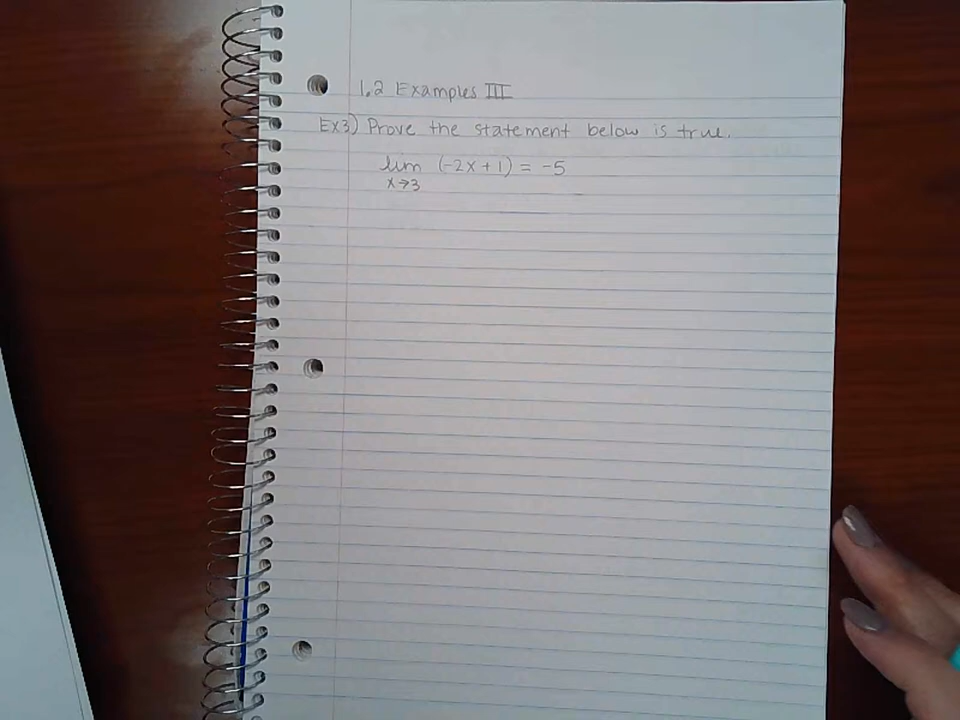 1.2 Examples III
Ex3) Prove the statement below is true.
lim (-2x + 1) = -5
x→3